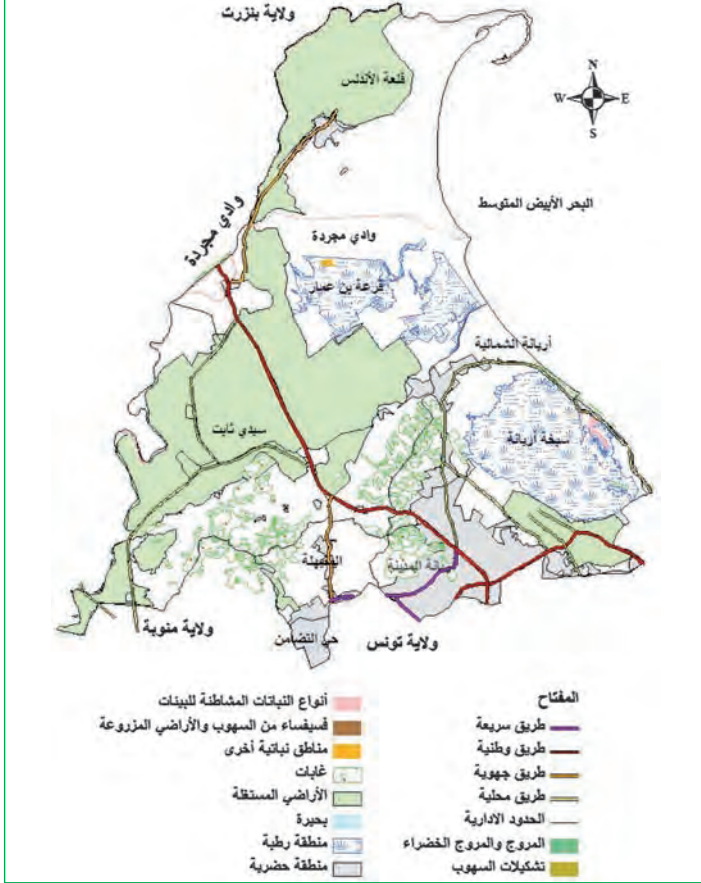 ولاية بنزرت
قلعة الأندلس
N
W E
S
البحر الأبيض المتوسط
وادي مجردة
وادي مجردة
قرعة بن عمار
أريانة الشمالية
سبخة أريانة
سيدي ثابت
المنيهلة
أريانة المدينة
ولاية منوبة
حي التضامن
ولاية تونس
المفتاح
طريق سريعة
طريق وطنية
طريق جهوية
طريق محلية
الحدود الادارية
المروج والمروج الخضراء
تشكيلات السهوب
أنواع النباتات المشاطنة للبينات
فسيفساء من السهوب والأراضي المزروعة
مناطق نباتية أخرى
غابات
الأراضي المستغلة
بحيرة
منطقة رطبة
منطقة حضرية